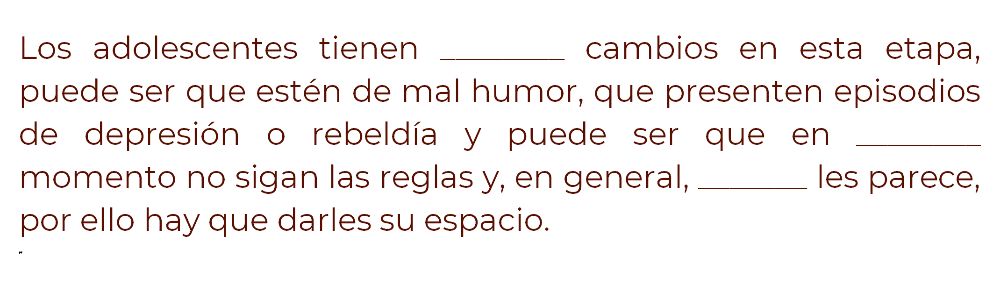 Los adolescentes tienen ________ cambios en esta etapa,
puede ser que estén de mal humor, que presenten episodios
de depresión o rebeldía y puede ser que en ________
momento no sigan las reglas y, en general, _______ les parece,
por ello hay que darles su espacio.
e